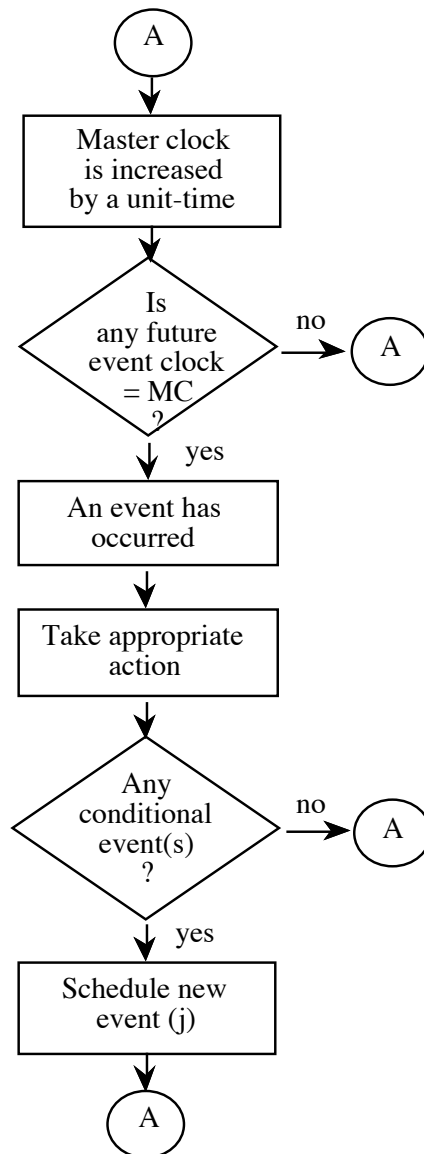 A
Master clock
is increased
by a unit-time
Is
any future
event clock
= MC
?
no
A
yes
An event has
occurred
Take appropriate
action
Any
conditional
event(s)
?
no
A
yes
Schedule new
event (j)
A